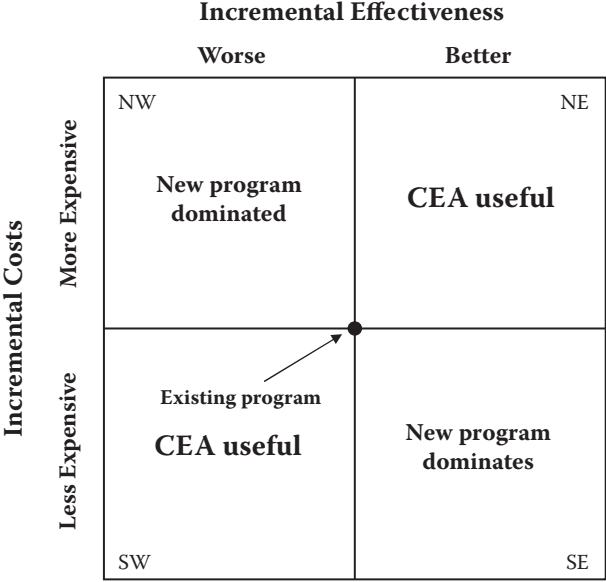 Incremental Effectiveness
Worse
Better
NW
NE
More Expensive
New program
dominated
CEA useful
Incremental Costs
Existing program
Less Expensive
CEA useful
New program
dominates
SW
SE